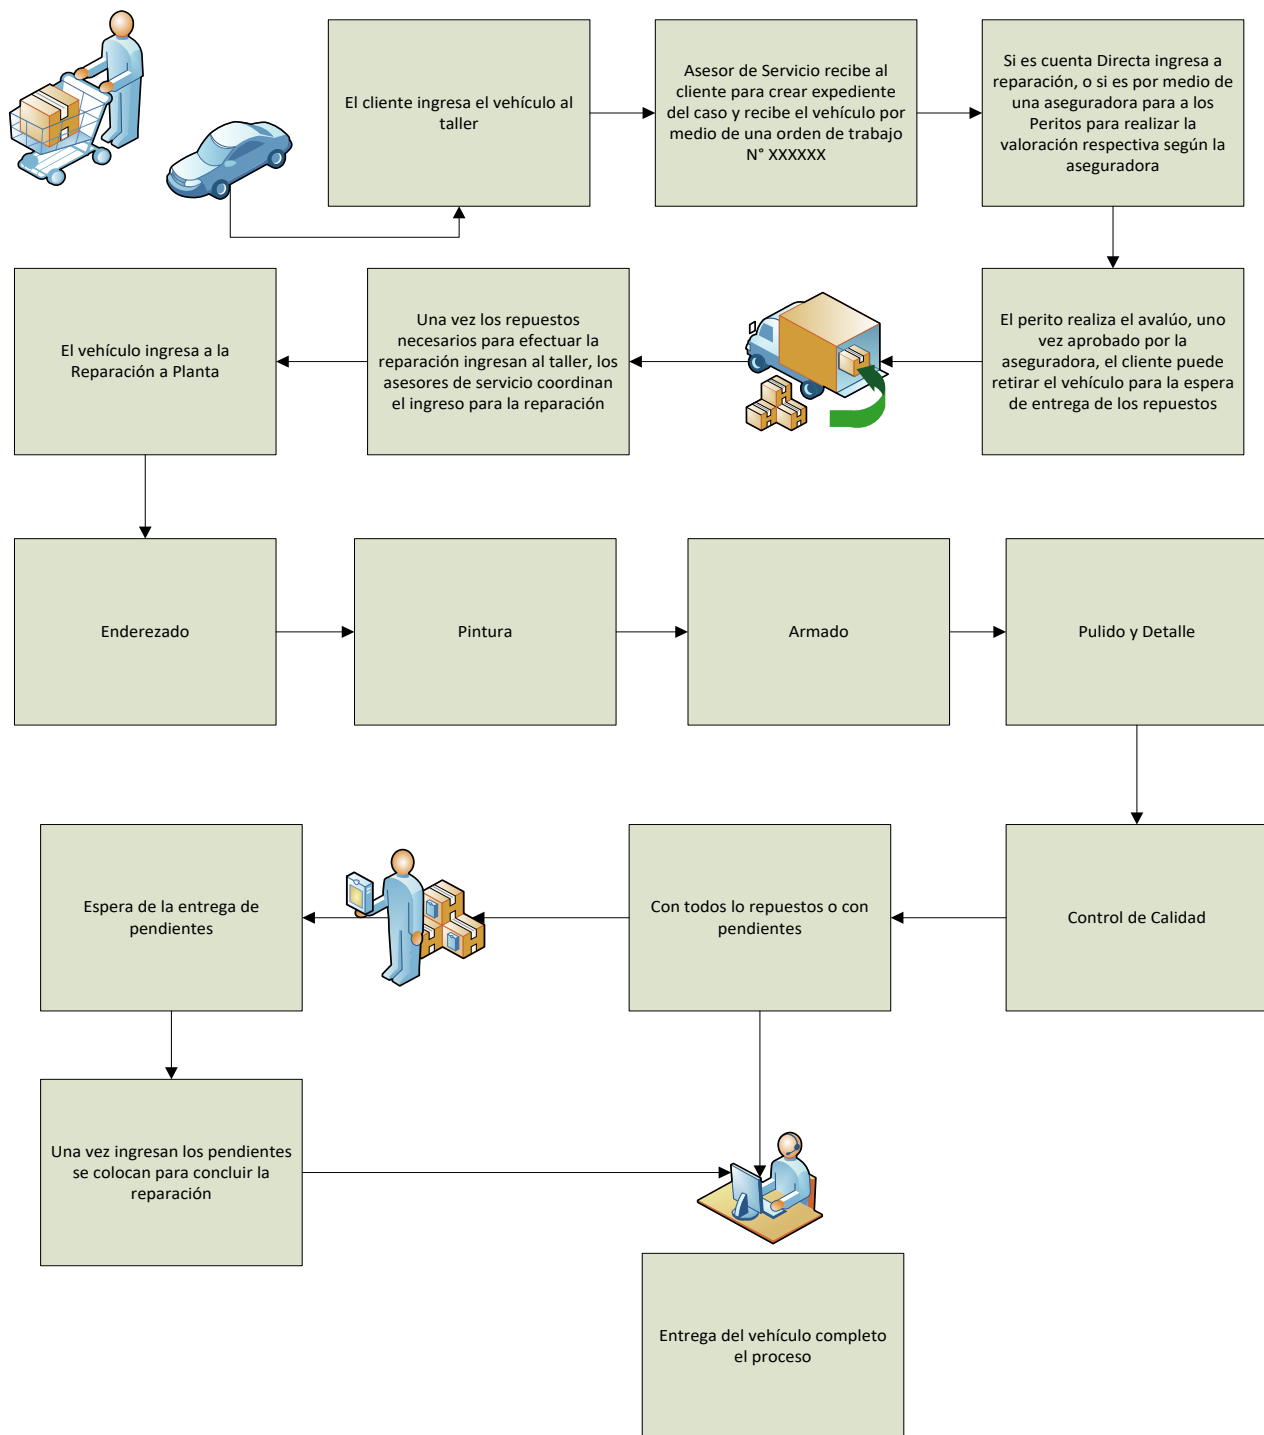 El cliente ingresa el vehículo al
taller
Asesor de Servicio recibe al
cliente para crear expediente
del caso y recibe el vehículo por
medio de una orden de trabajo
N° XXXXXX
Si es cuenta Directa ingresa a
reparación, o si es por medio de
una aseguradora para a los
Peritos para realizar la
valoración respectiva según la
aseguradora
El vehículo ingresa a la
Reparación a Planta
Una vez los repuestos
necesarios para efectuar la
reparación ingresan al taller, los
asesores de servicio coordinan
el ingreso para la reparación
El perito realiza el avalúo, uno
vez aprobado por la
aseguradora, el cliente puede
retirar el vehículo para la espera
de entrega de los repuestos
Enderezado
Pintura
Armado
Pulido y Detalle
Espera de la entrega de
pendientes
Con todos lo repuestos o con
pendientes
Control de Calidad
Una vez ingresan los pendientes
se colocan para concluir la
reparación
Entrega del vehículo completo
el proceso